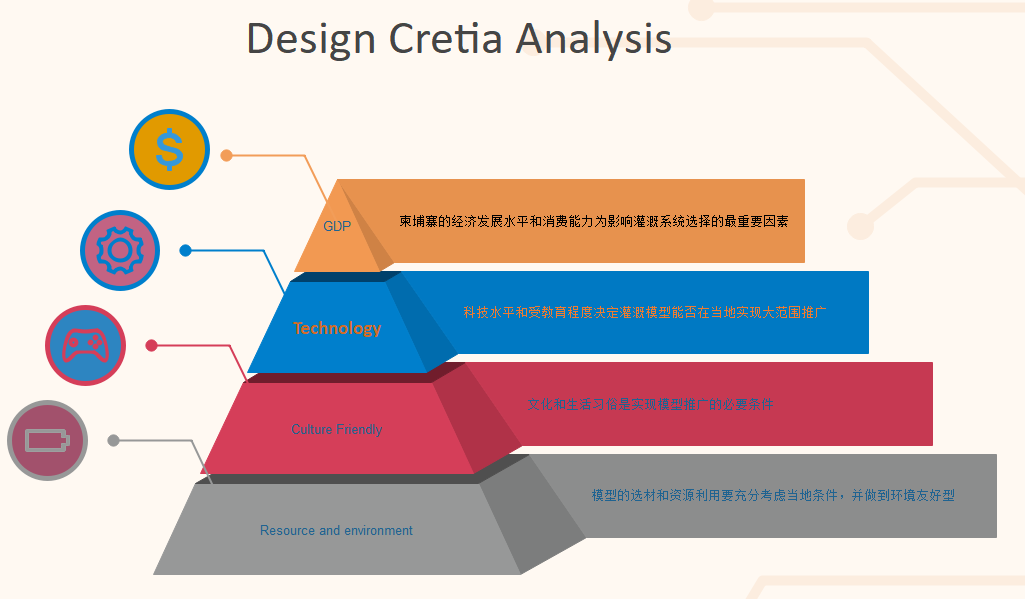 Design Cretia Analysis
GDP
柬埔寨的经济发展水平和消费能力为影响灌溉系统选择的最重要因素
Technology
科技水平和受教育程度决定灌溉模型能否在当地实现大范围推广
Culture Friendly
文化和生活习俗是实现模型推广的必要条件
Resource and environment
模型的选材和资源利用要充分考虑当地条件，并做到环境友好型